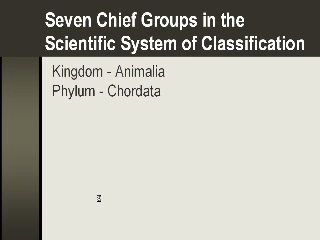 Seven Chief Groups in the
Scientific System of Classification
Kingdom - Animalia
Phylum - Chordata